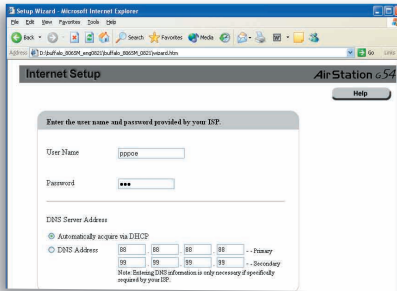 Setup Wizard - Microsoft Internet Explorer
File Edit View Favorites Tools Help
Back Search Favorites Media
Address D:\buffalo_8065M_eng0821\buffalo_8065M_0821\wizard.htm Go Links
Internet Setup AirStation G54
Help
Enter the user name and password provided by your ISP.
User Name pppoe
Password •••
DNS Server Address
Automatically acquire via DHCP
DNS Address 88 . 88 . 88 . 88 - - Primary
99 . 99 . 99 . 99 - - Secondary
Note: Entering DNS information is only necessary if specifically
required by your ISP.